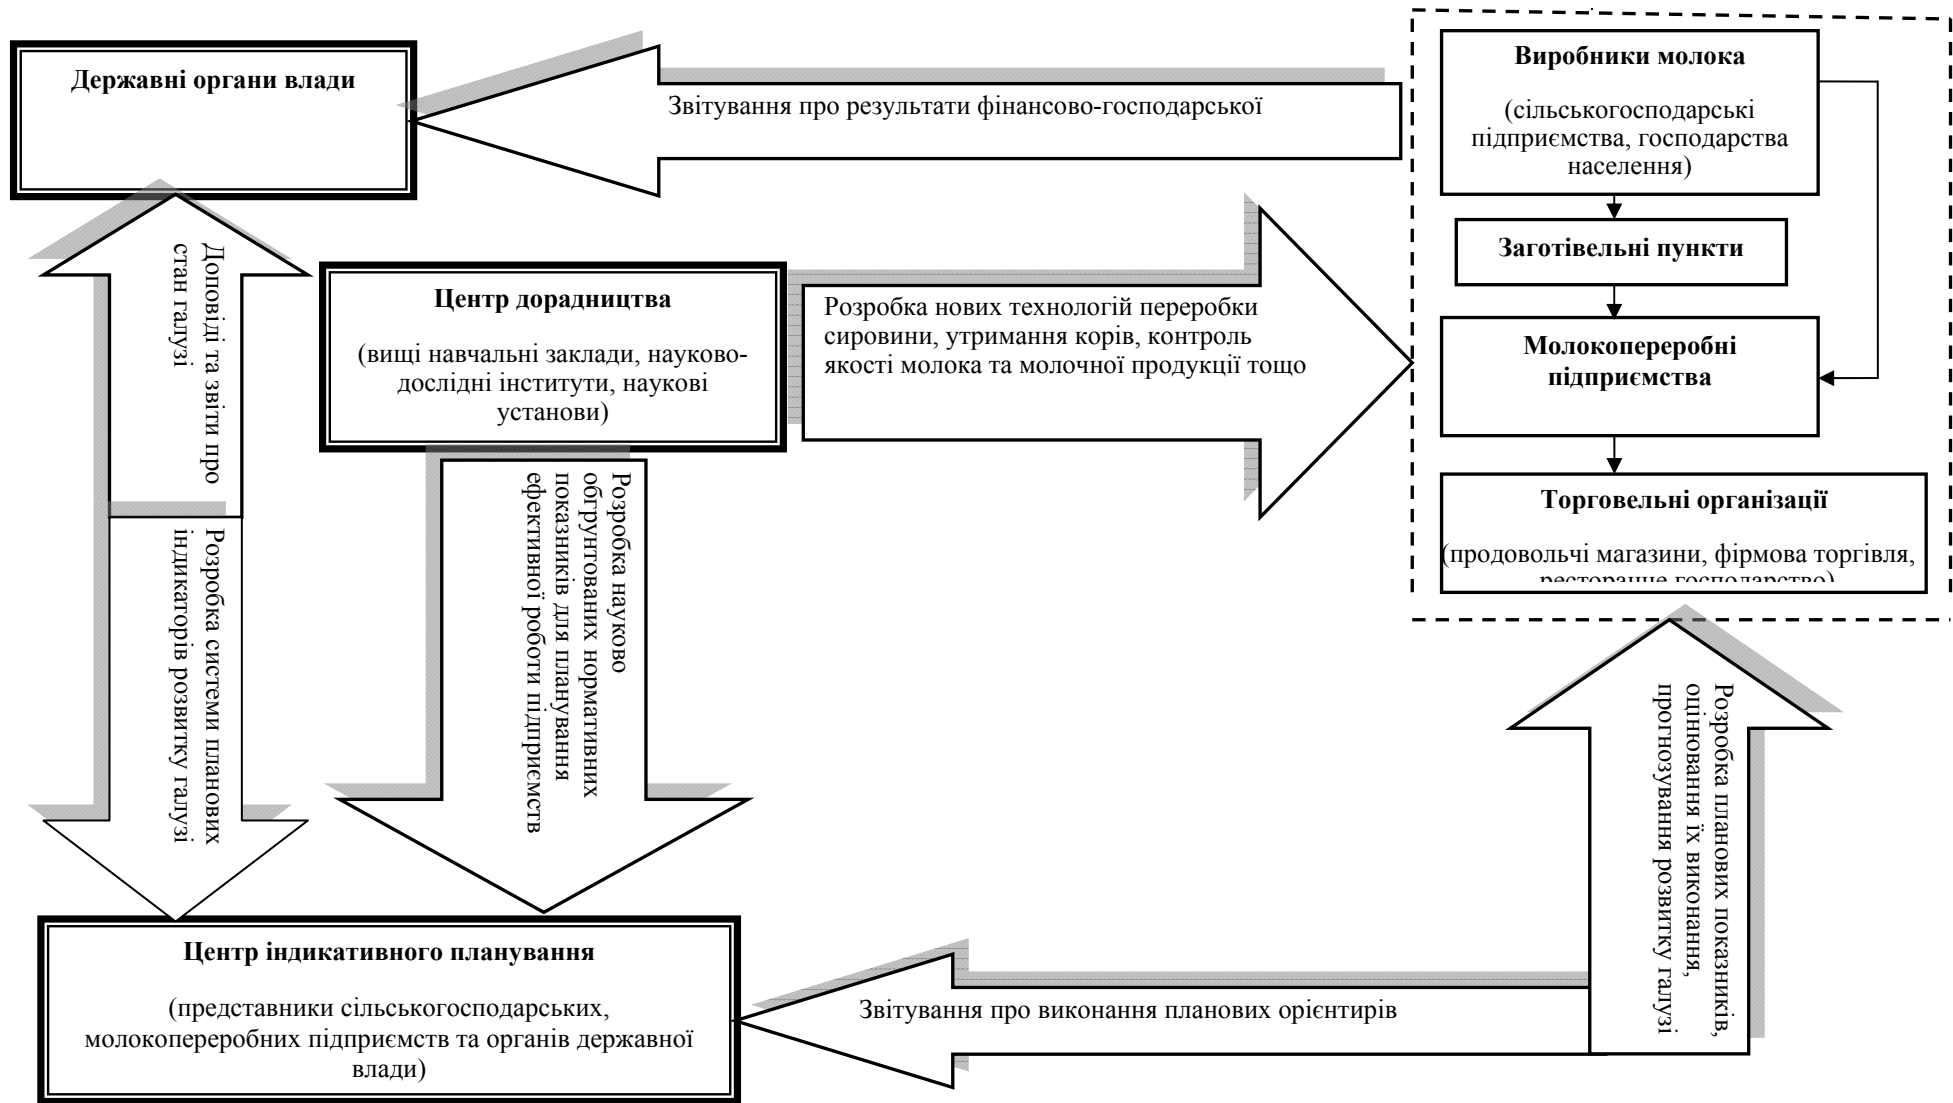 Державні органи влади
Звітування про результати фінансово-господарської
Виробники молока
(сільськогосподарські
підприємства, господарства
населення)
Заготівельні пункти
Молокопереробні
підприємства
Торговельні організації
(продовольчі магазини, фірмова торгівля,
ресторанне господарство)
Доповіді та звіти про
стан галузі
Центр дорадництва
(вищі навчальні заклади, науково-
дослідні інститути, наукові
установи)
Розробка нових технологій переробки
сировини, утримання корів, контроль
якості молока та молочної продукції тощо
Розробка системи планових
індикаторів розвитку галузі
Розробка науково
обгрунтованих нормативних
показників для планування
ефективної роботи підприємств
Розробка планових показників,
оцінювання їх виконання,
прогнозування розвитку галузі
Центр індикативного планування
(представники сільськогосподарських,
молокопереробних підприємств та органів державної
влади)
Звітування про виконання планових орієнтирів